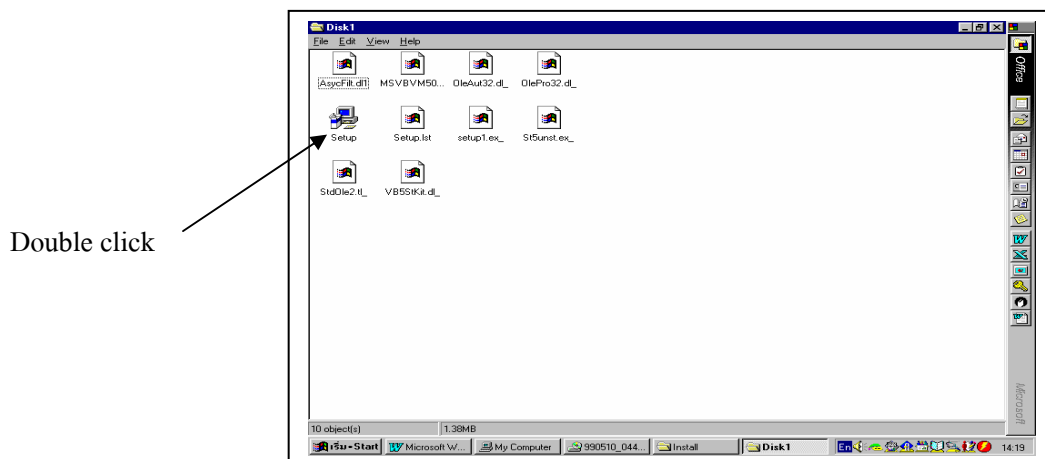 Disk1
File Edit View Help
AsycFilt.dl1 MSVBVM50... OleAut32.dl_ OlePro32.dl_
Setup Setup.lst setup1.ex_ St5unst.ex_
StdOle2.tl_ VB5StKit.dl_
Double click
Office
Microsoft
10 object(s) 1.38MB
เริ่ม - Start Microsoft W... My Computer 990510_044... Install Disk1 En 14:19